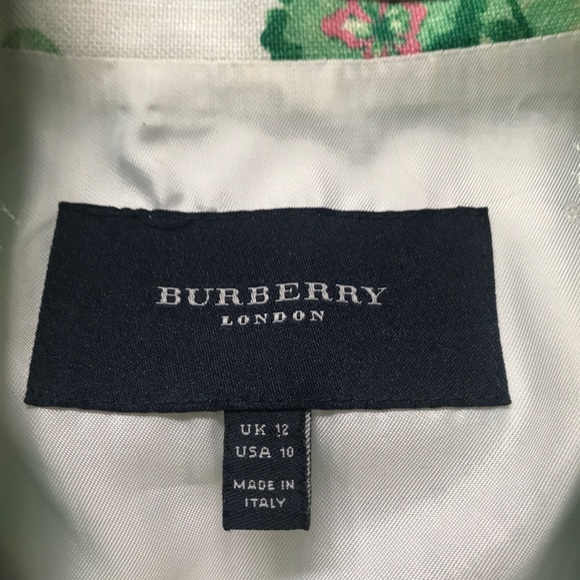 BURBERRY
LONDON
UK 12
USA 10
MADE IN
ITALY